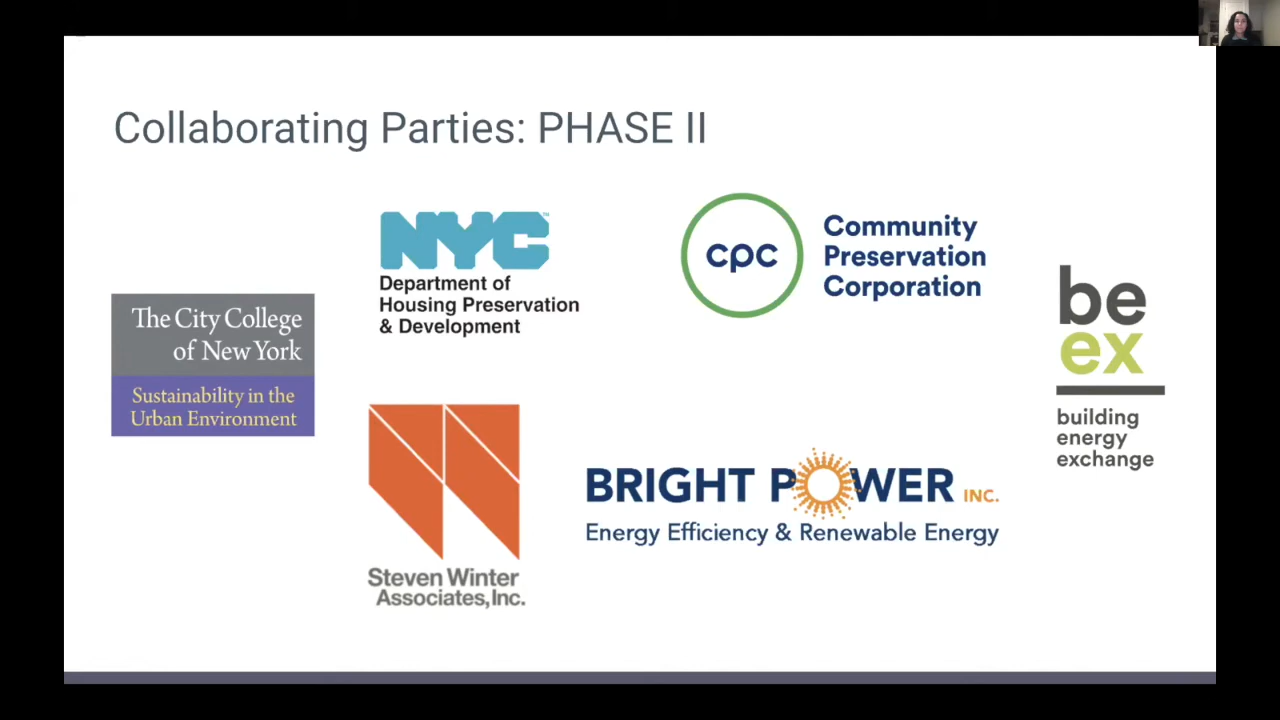 Collaborating Parties: PHASE II
The City College
of New York
Sustainability in the
Urban Environment
NYC™
Department of
Housing Preservation
& Development
cpc
Community
Preservation
Corporation
be
ex
building
energy
exchange
Steven Winter
Associates, Inc.
BRIGHT POWER INC.
Energy Efficiency & Renewable Energy